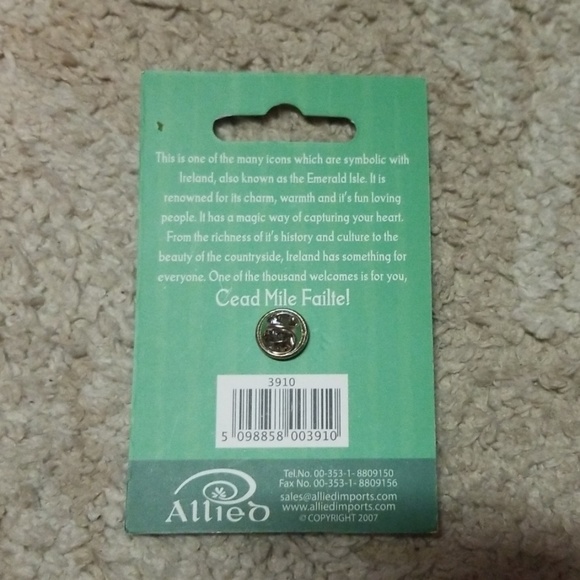 This is one of the many icons which are symbolic with
Ireland, also known as the Emerald Isle. It is
renowned for its charm, warmth and it's fun loving
people. It has a magic way of capturing your heart.
From the richness of it's history and culture to the
beauty of the countryside, Ireland has something for
everyone. One of the thousand welcomes is for you,
Cead Mile Failte!
3910
5 098858 003910
Allied
Tel.No. 00-353-1- 8809150
Fax No. 00-353-1- 8809156
sales@alliedimports.com
www.alliedimports.com
© COPYRIGHT 2007